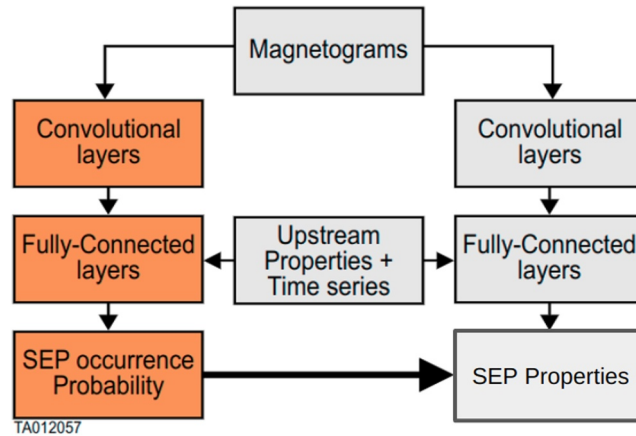 Magnetograms
Convolutional
layers
Convolutional
layers
Fully-Connected
layers
Upstream
Properties +
Time series
Fully-Connected
layers
SEP occurrence
Probability
SEP Properties
TA012057